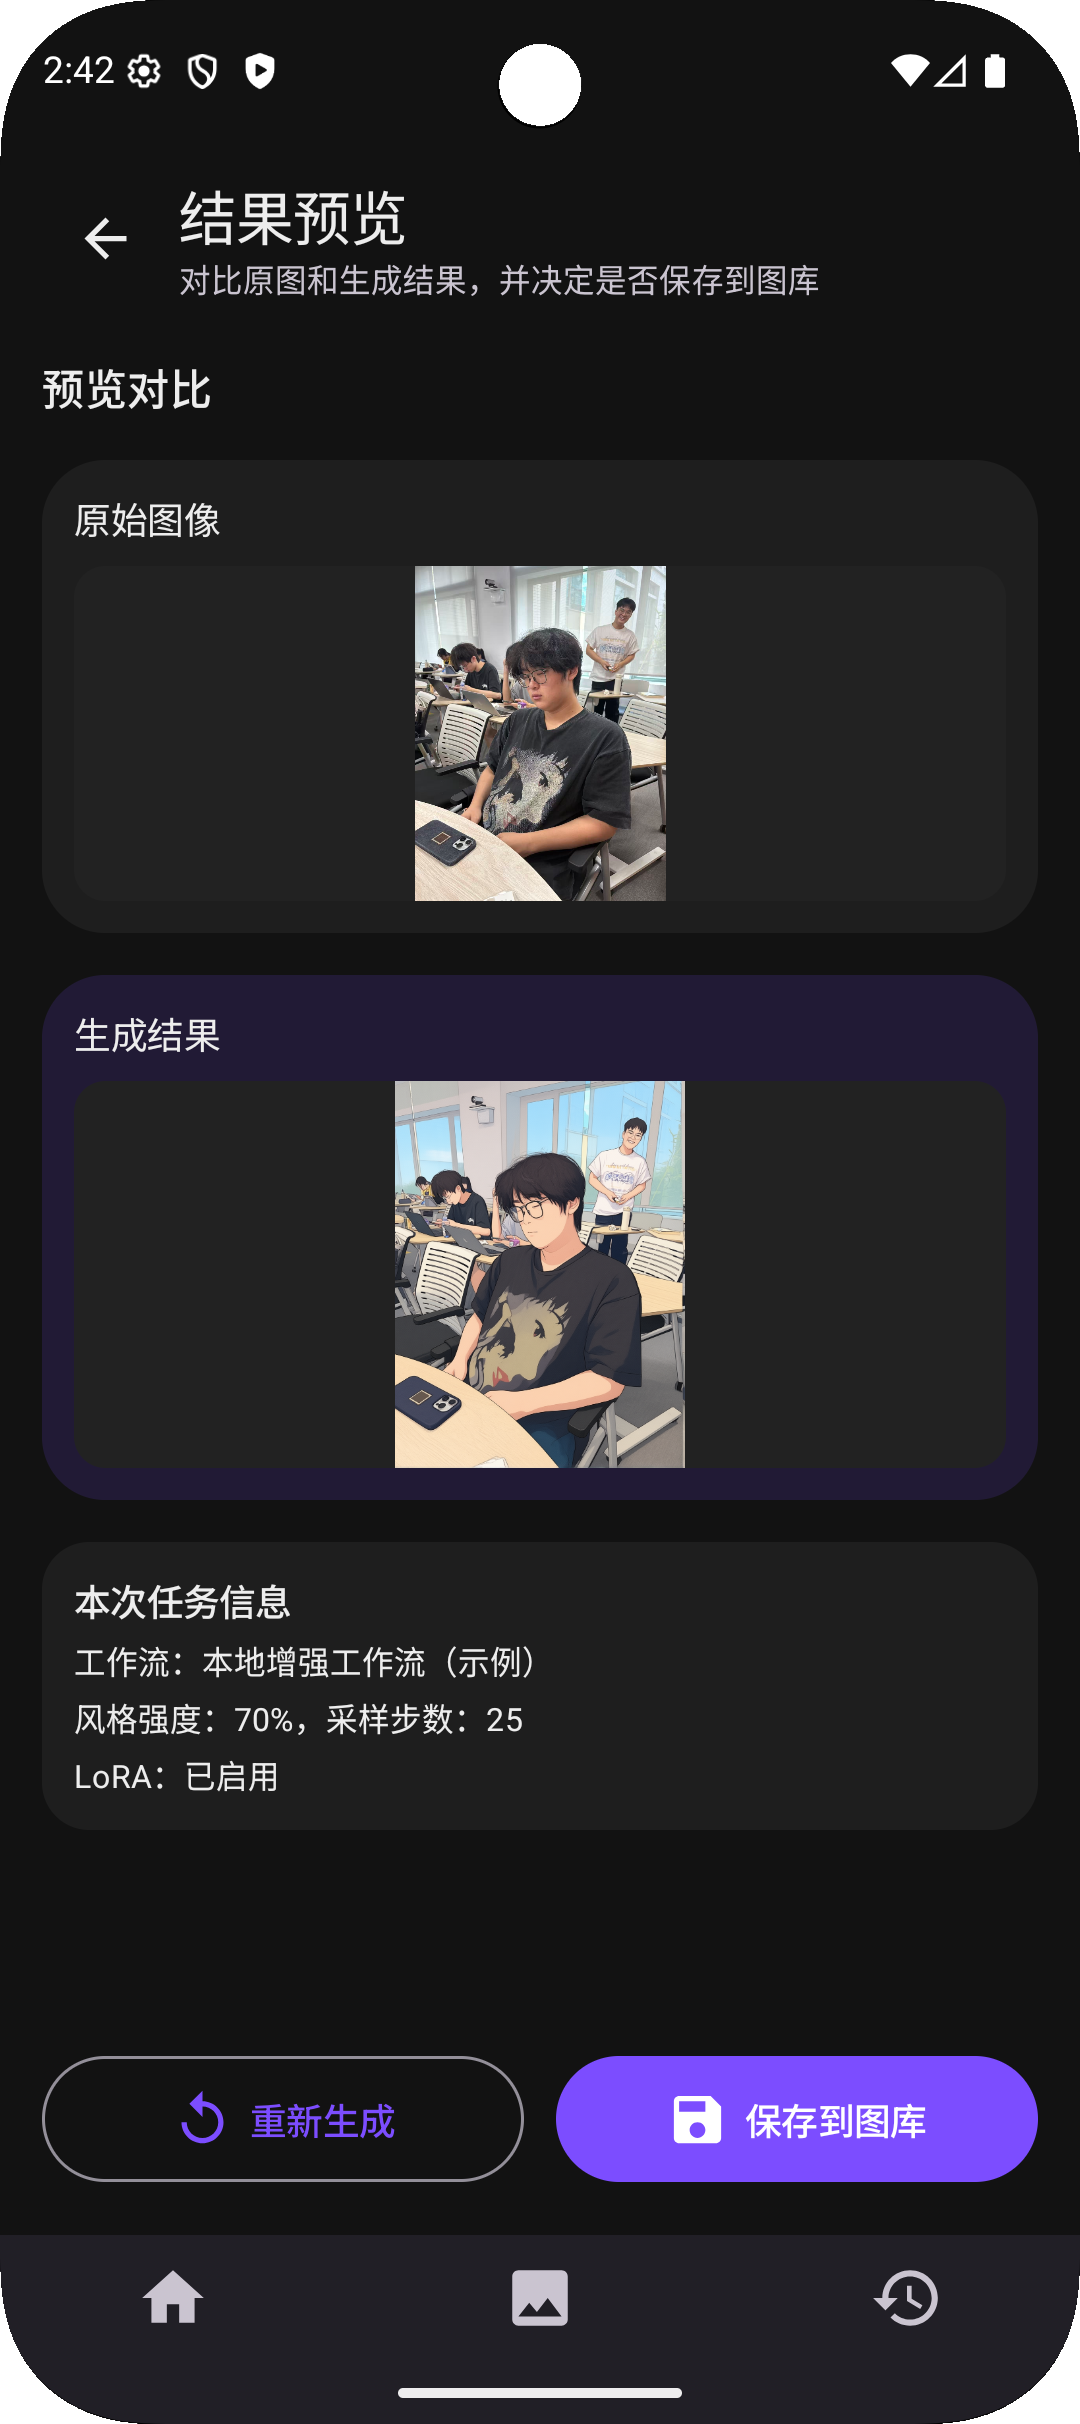 2:42
结果预览
对比原图和生成结果，并决定是否保存到图库
预览对比
原始图像
生成结果
本次任务信息
工作流：本地增强工作流（示例）
风格强度：70%，采样步数：25
LoRA：已启用
重新生成
保存到图库